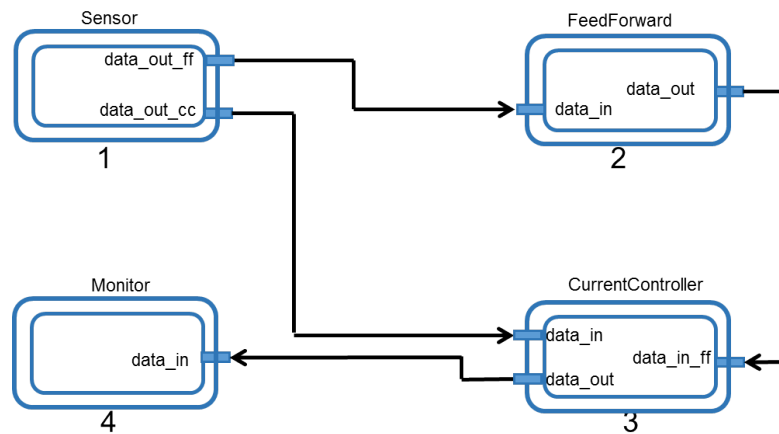 Sensor
data_out_ff
data_out_cc
1
FeedForward
data_out
data_in
2
Monitor
data_in
4
CurrentController
data_in
data_in_ff
data_out
3